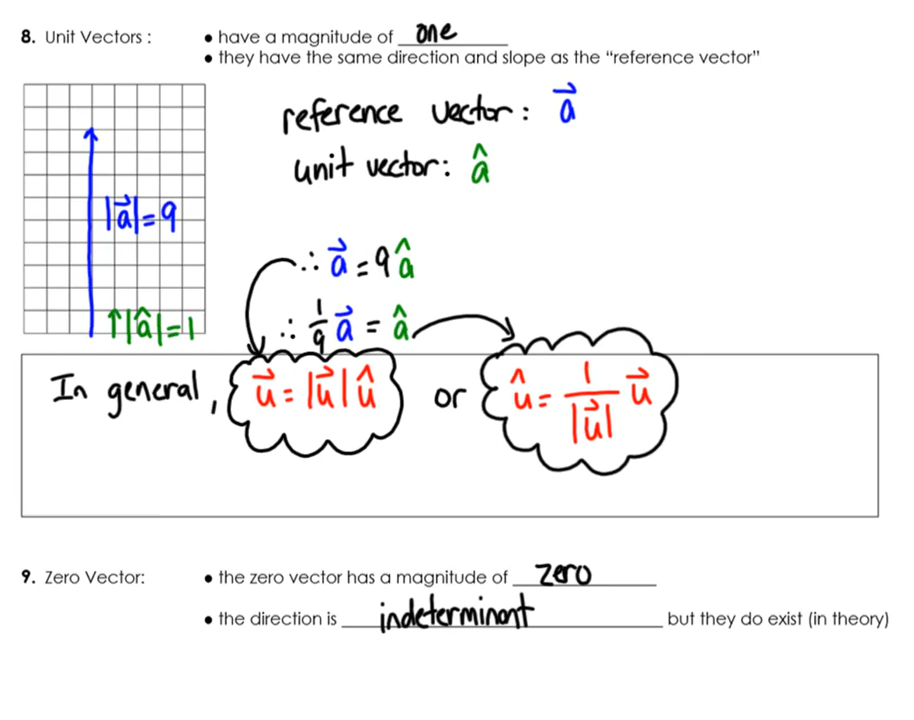 8. Unit Vectors : • have a magnitude of one
• they have the same direction and slope as the “reference vector”
reference vector: a⃗
unit vector: â
|a⃗|=9
∴ a⃗ = 9â
↑|â|=1
∴ 1/9 a⃗ = â
In general, u⃗ = |u⃗| û or û = 1/|u⃗| u⃗
9. Zero Vector: • the zero vector has a magnitude of zero
• the direction is indeterminant but they do exist (in theory)